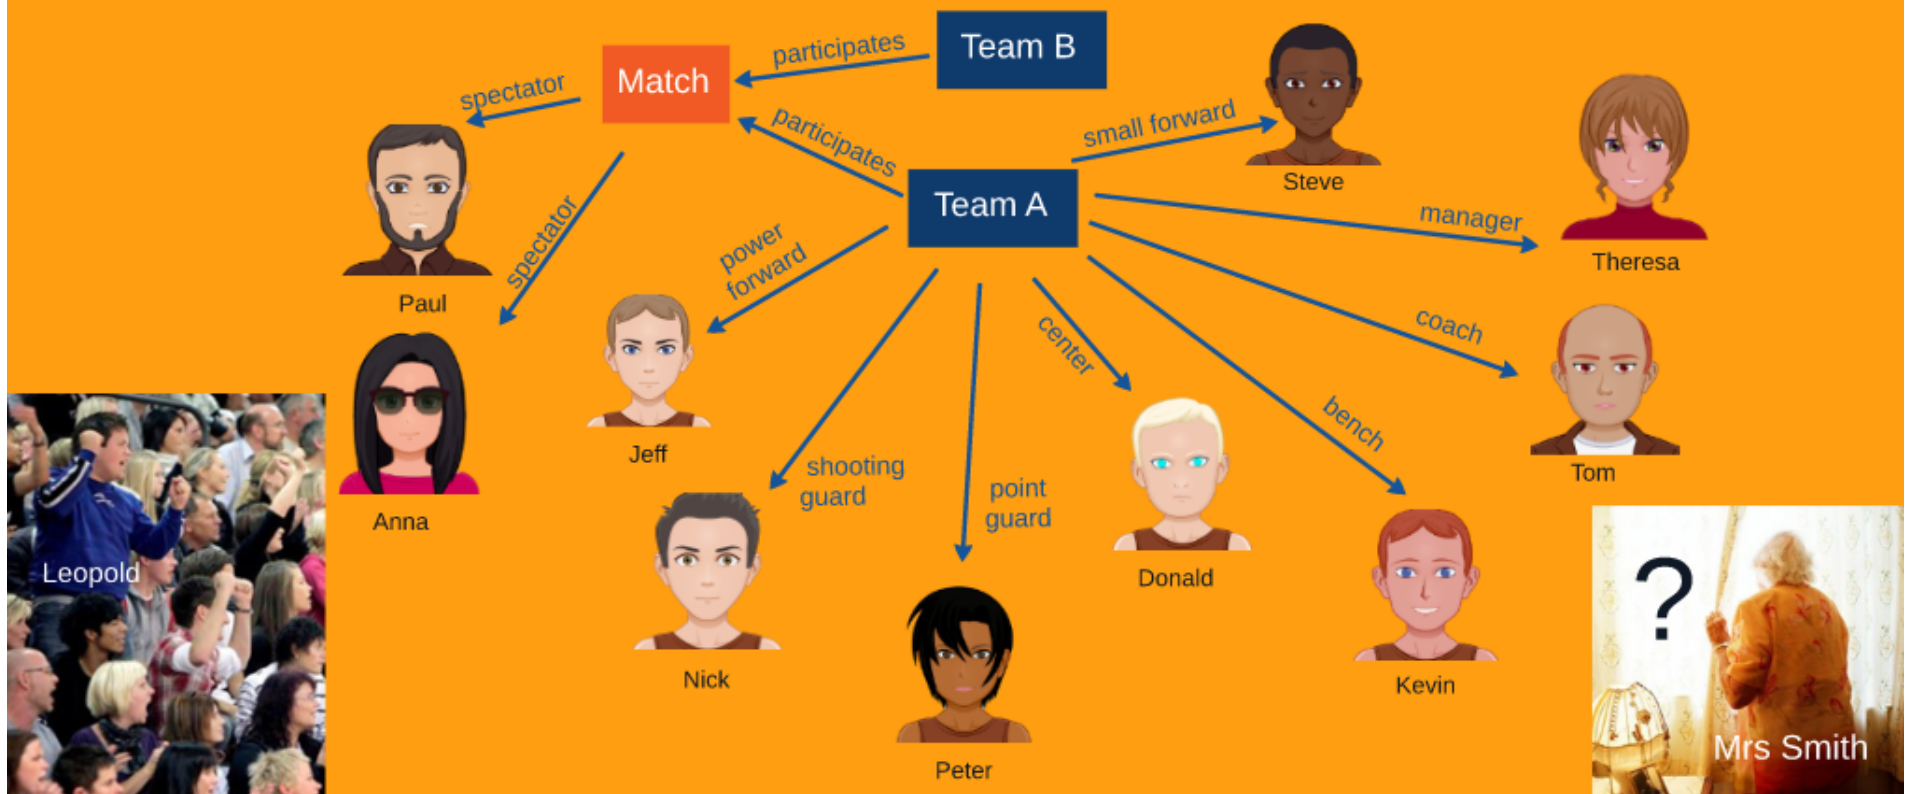 Team B
participates
Match
spectator
participates
small forward
Steve
Team A
manager
Theresa
spectator
power
forward
Paul
coach
center
bench
Jeff
Tom
shooting
guard
point
guard
Anna
Leopold
Donald
?
Nick
Kevin
Mrs Smith
Peter